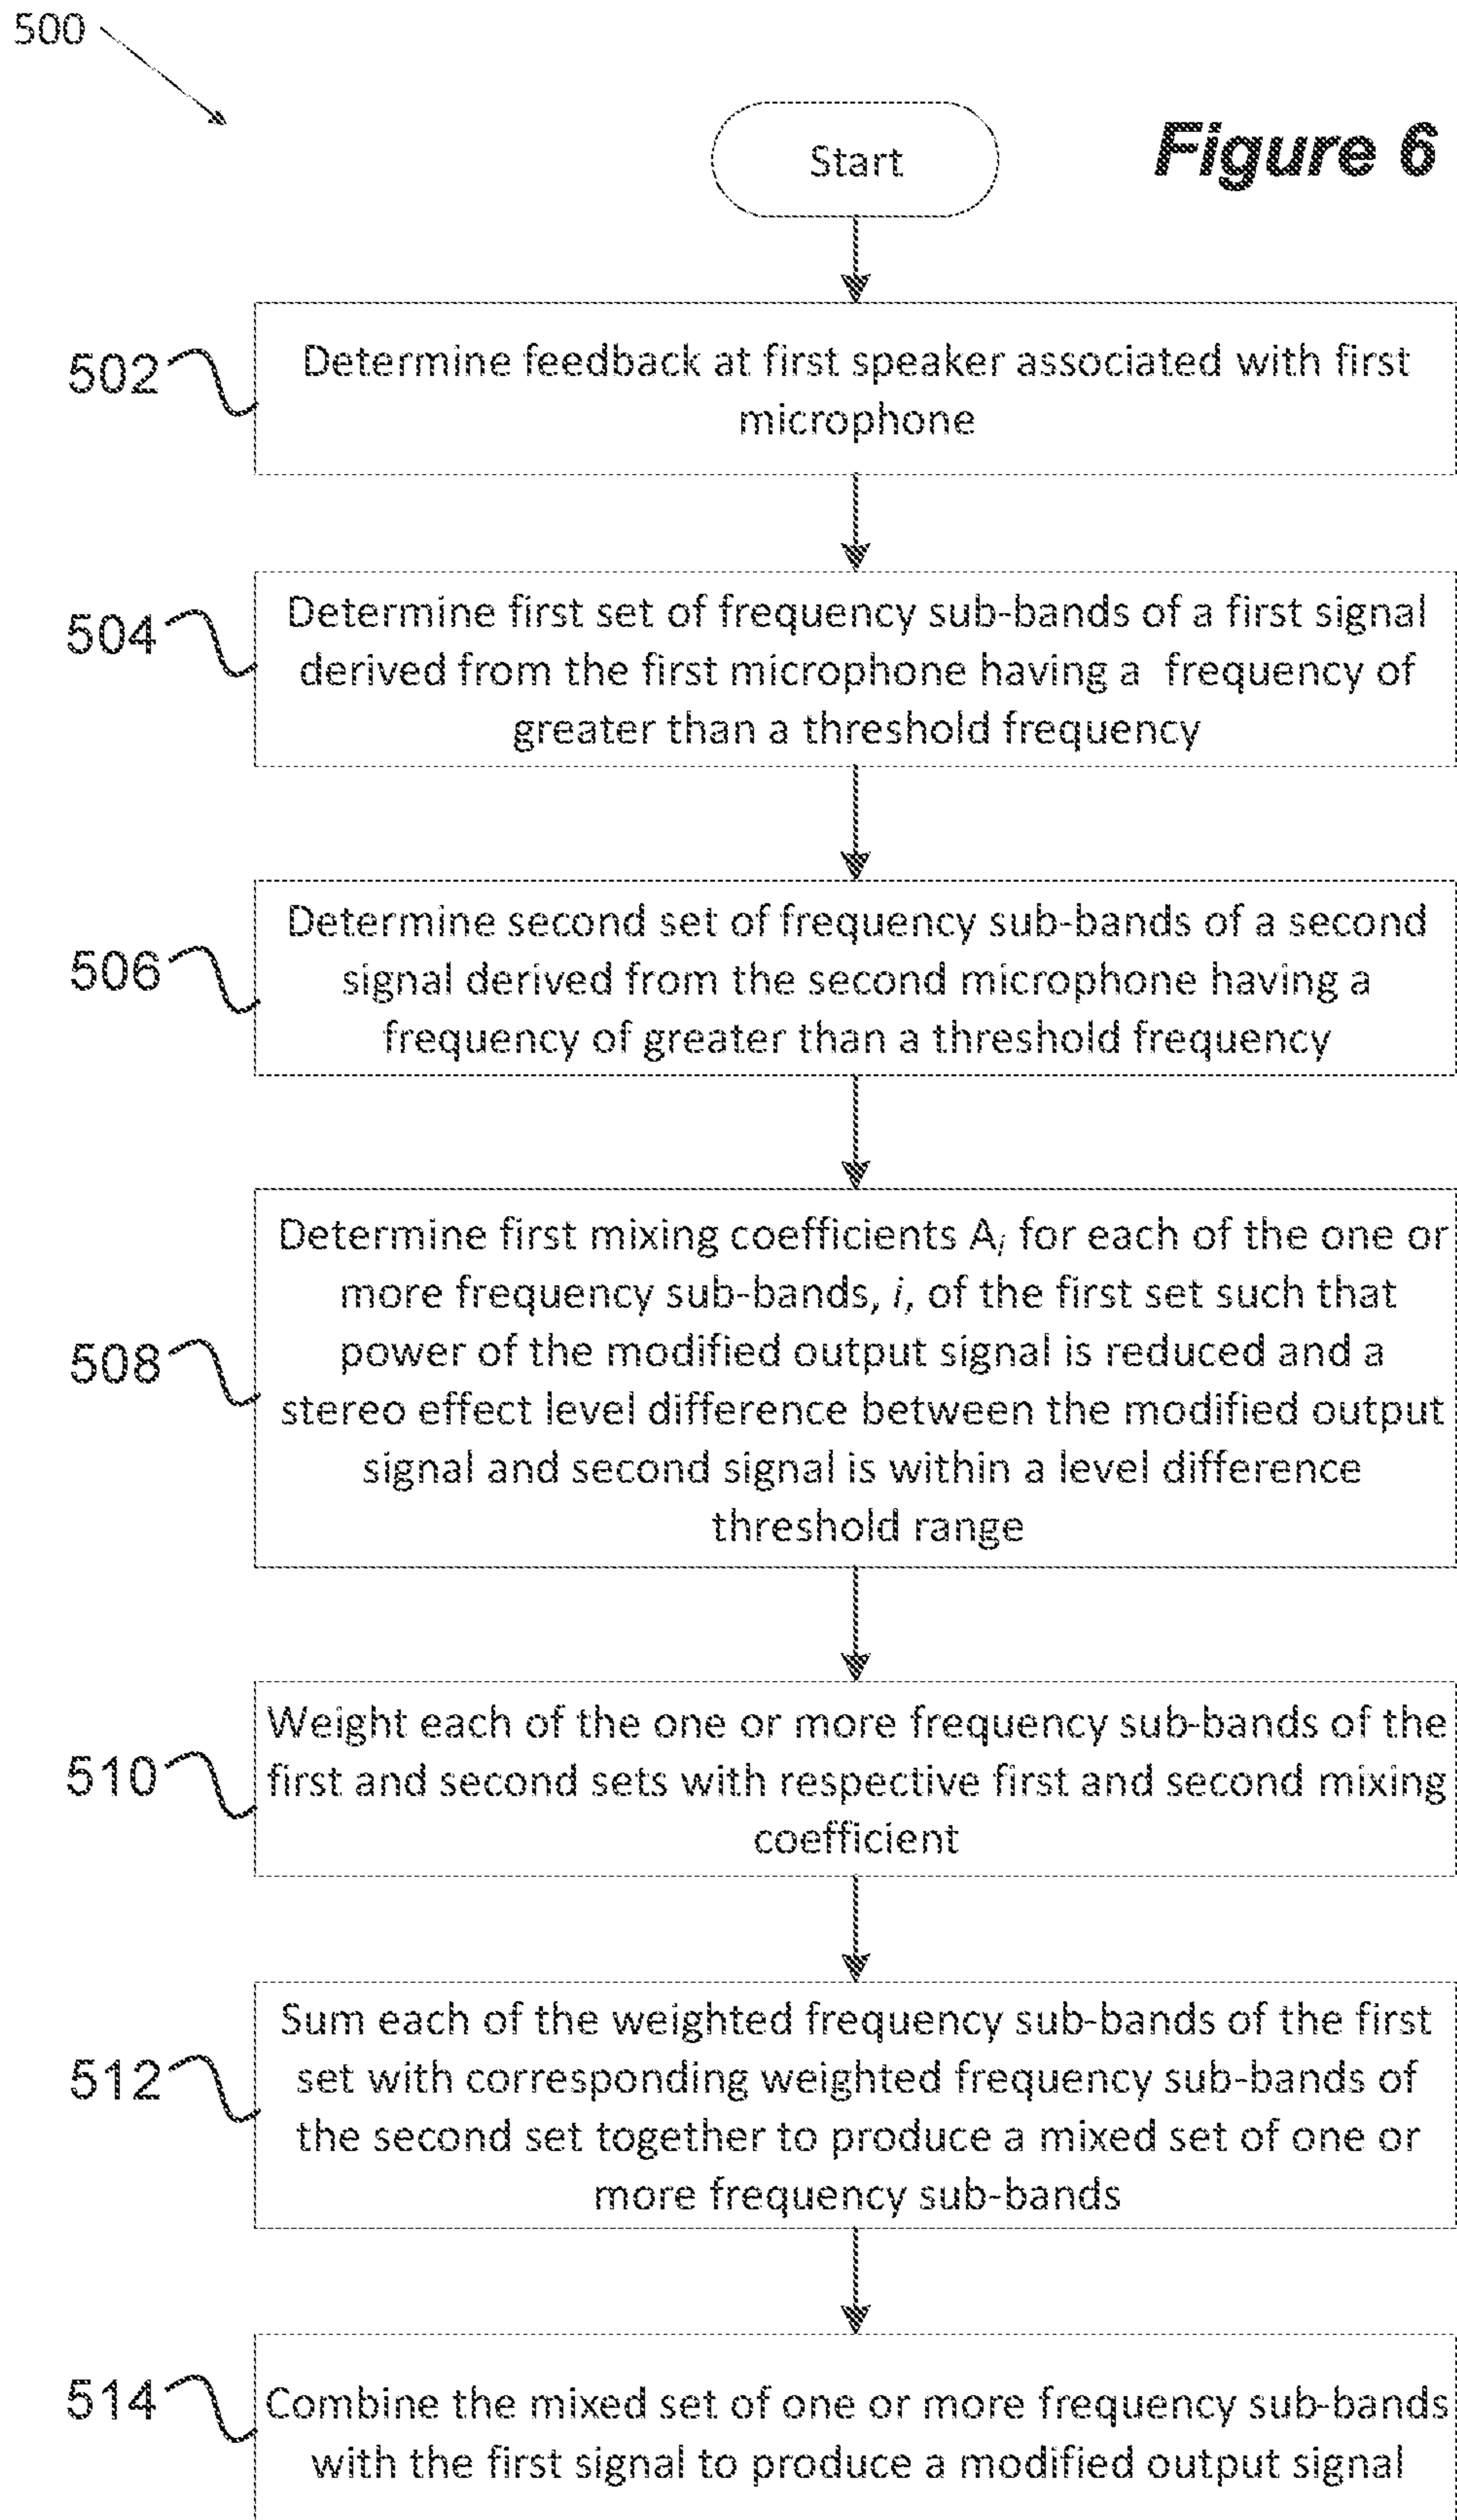 500
Start
Figure 6
502
Determine feedback at first speaker associated with first
microphone
504
Determine first set of frequency sub-bands of a first signal
derived from the first microphone having a frequency of
greater than a threshold frequency
506
Determine second set of frequency sub-bands of a second
signal derived from the second microphone having a
frequency of greater than a threshold frequency
508
Determine first mixing coefficients Ai for each of the one or
more frequency sub-bands, i, of the first set such that
power of the modified output signal is reduced and a
stereo effect level difference between the modified output
signal and second signal is within a level difference
threshold range
510
Weight each of the one or more frequency sub-bands of the
first and second sets with respective first and second mixing
coefficient
512
Sum each of the weighted frequency sub-bands of the first
set with corresponding weighted frequency sub-bands of
the second set together to produce a mixed set of one or
more frequency sub-bands
514
Combine the mixed set of one or more frequency sub-bands
with the first signal to produce a modified output signal